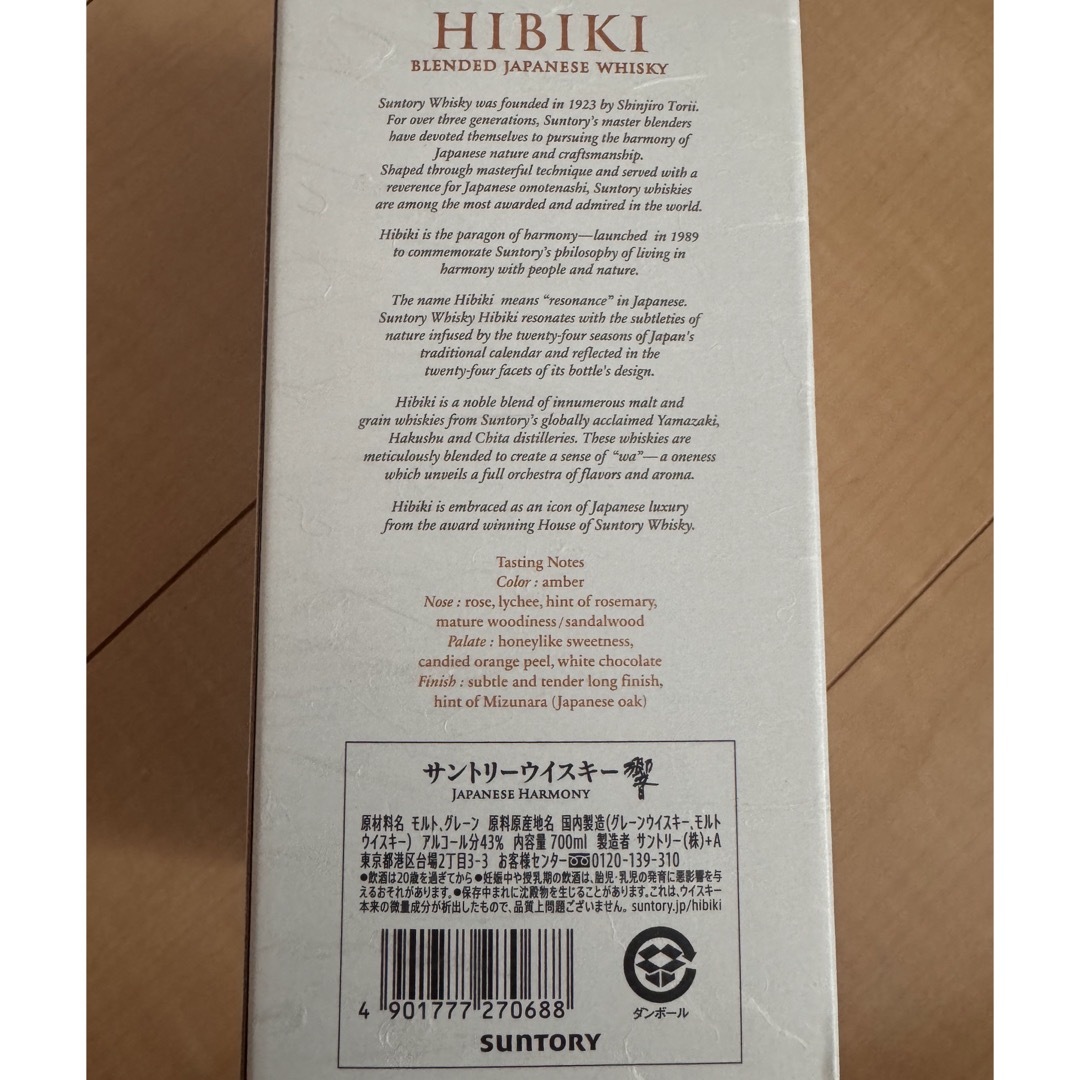 HIBIKI
BLENDED JAPANESE WHISKY
Suntory Whisky was founded in 1923 by Shinjiro Torii.
For over three generations, Suntory's master blenders
have devoted themselves to pursuing the harmony of
Japanese nature and craftsmanship.
Shaped through masterful technique and served with a
reverence for Japanese omotenashi, Suntory whiskies
are among the most awarded and admired in the world.
Hibiki is the paragon of harmony—launched in 1989
to commemorate Suntory's philosophy of living in
harmony with people and nature.
The name Hibiki means “resonance” in Japanese.
Suntory Whisky Hibiki resonates with the subtleties of
nature infused by the twenty-four seasons of Japan's
traditional calendar and reflected in the
twenty-four facets of its bottle's design.
Hibiki is a noble blend of innumerous malt and
grain whiskies from Suntory's globally acclaimed Yamazaki,
Hakushu and Chita distilleries. These whiskies are
meticulously blended to create a sense of “wa”—a oneness
which unveils a full orchestra of flavors and aroma.
Hibiki is embraced as an icon of Japanese luxury
from the award winning House of Suntory Whisky.
Tasting Notes
Color : amber
Nose : rose, lychee, hint of rosemary,
mature woodiness/sandalwood
Palate : honeylike sweetness,
candied orange peel, white chocolate
Finish : subtle and tender long finish,
hint of Mizunara (Japanese oak)
サントリーウイスキー 響
JAPANESE HARMONY
原材料名 モルト、グレーン 原料原産地名 国内製造(グレーンウイスキー、モルト
ウイスキー) アルコール分43% 内容量 700ml 製造者 サントリー(株)+A
東京都港区台場2丁目3-3 お客様センター 0120-139-310
●飲酒は20歳を過ぎてから ●妊娠中や授乳期の飲酒は、胎児・乳児の発育に悪影響を与
えるおそれがあります。●保存中まれに沈殿物を生じることがあります。これは、ウイスキー
本来の微量成分が析出したもので、品質上問題ございません。suntory.jp/hibiki
4 901777 270688
ダンボール
SUNTORY